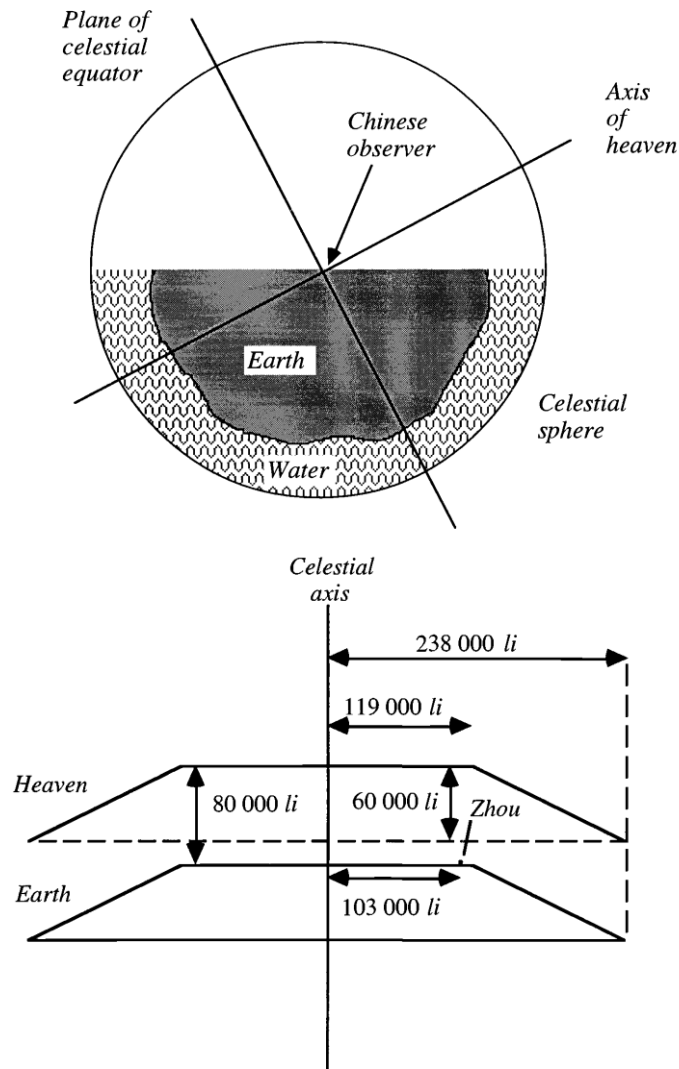 Plane of
celestial
equator
Axis
of
heaven
Chinese
observer
Earth
Celestial
sphere
Water
Celestial
axis
238 000 li
119 000 li
Heaven
80 000 li
60 000 li
Zhou
Earth
103 000 li